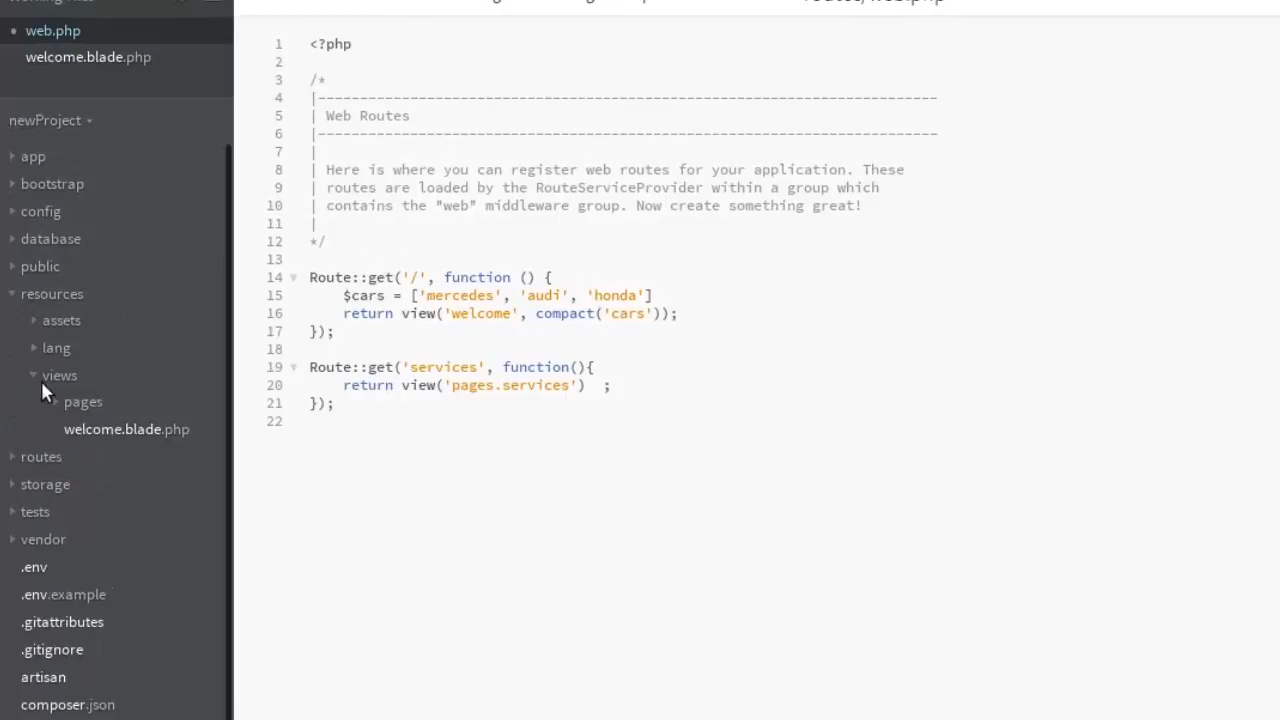 web.php
welcome.blade.php
newProject
app
bootstrap
config
database
public
resources
assets
lang
views
pages
welcome.blade.php
routes
storage
tests
vendor
.env
.env.example
.gitattributes
.gitignore
artisan
composer.json
1 <?php
2
3 /*
4 |--------------------------------------------------------------------------
5 | Web Routes
6 |--------------------------------------------------------------------------
7 |
8 | Here is where you can register web routes for your application. These
9 | routes are loaded by the RouteServiceProvider within a group which
10 | contains the "web" middleware group. Now create something great!
11 |
12 */
13
14 Route::get('/', function () {
15 $cars = ['mercedes', 'audi', 'honda']
16 return view('welcome', compact('cars'));
17 });
18
19 Route::get('services', function(){
20 return view('pages.services') ;
21 });
22